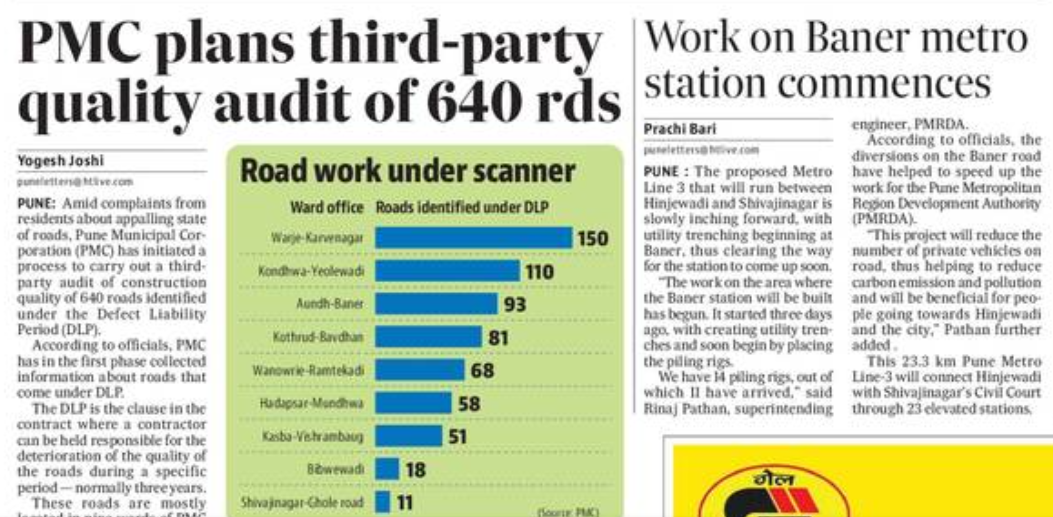 PMC plans third-party
quality audit of 640 rds
Yogesh Joshi
puneletters@htlive.com
PUNE: Amid complaints from
residents about appalling state
of roads, Pune Municipal Cor-
poration (PMC) has initiated a
process to carry out a third-
party audit of construction
quality of 640 roads identified
under the Defect Liability
Period (DLP).
According to officials, PMC
has in the first phase collected
information about roads that
come under DLP.
The DLP is the clause in the
contract where a contractor
can be held responsible for the
deterioration of the quality of
the roads during a specific
period — normally three years.
These roads are mostly
located in nine wards of PMC
Road work under scanner
Ward office Roads identified under DLP
Warje-Karvenagar 150
Kondhwa-Yeolewadi 110
Aundh-Baner 93
Kothrud-Bavdhan 81
Wanowrie-Ramtekadi 68
Hadapsar-Mundhwa 58
Kasba-Vishrambaug 51
Bibwewadi 18
Shivajinagar-Ghole road 11
(Source: PMC)
Work on Baner metro
station commences
Prachi Bari
puneletters@htlive.com
PUNE : The proposed Metro
Line 3 that will run between
Hinjewadi and Shivajinagar is
slowly inching forward, with
utility trenching beginning at
Baner, thus clearing the way
for the station to come up soon.
"The work on the area where
the Baner station will be built
has begun. It started three days
ago, with creating utility tren-
ches and soon begin by placing
the piling rigs.
We have 14 piling rigs, out of
which 11 have arrived," said
Rinaj Pathan, superintending
engineer, PMRDA.
According to officials, the
diversions on the Baner road
have helped to speed up the
work for the Pune Metropolitan
Region Development Authority
(PMRDA).
"This project will reduce the
number of private vehicles on
road, thus helping to reduce
carbon emission and pollution
and will be beneficial for peo-
ple going towards Hinjewadi
and the city," Pathan further
added .
This 23.3 km Pune Metro
Line-3 will connect Hinjewadi
with Shivajinagar's Civil Court
through 23 elevated stations.
गेल